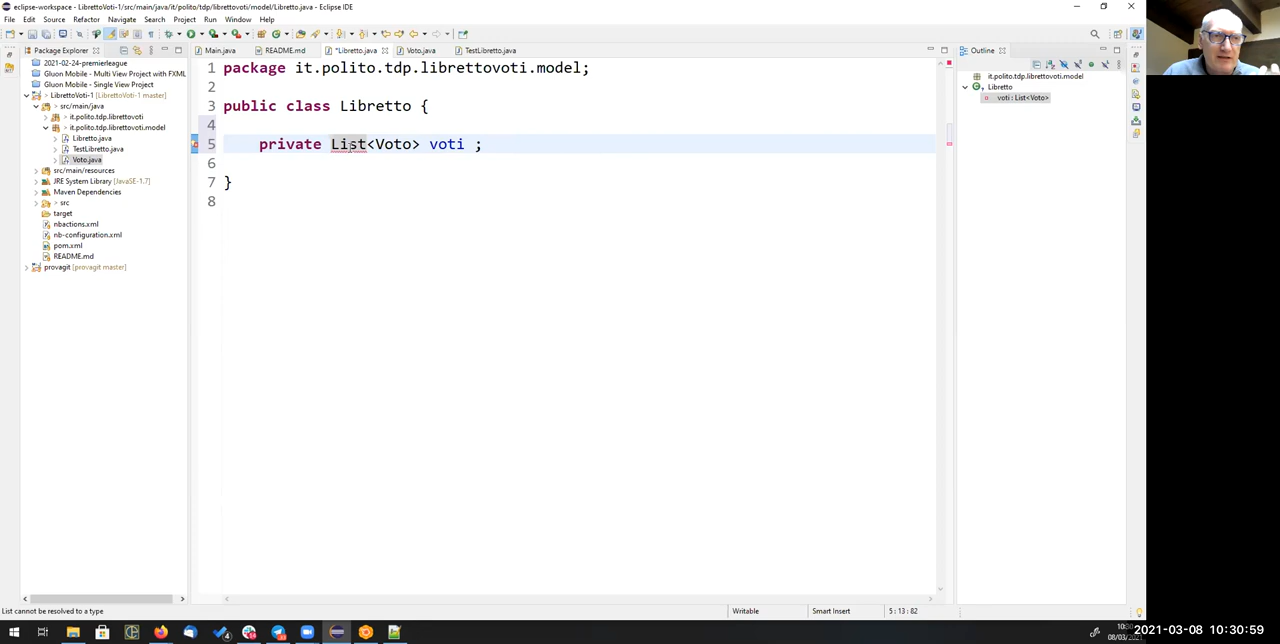 eclipse-workspace - LibrettoVoti-1/src/main/java/it/polito/tdp/librettovoti/model/Libretto.java - Eclipse IDE
File Edit Source Refactor Navigate Search Project Run Window Help
Package Explorer
Main.java README.md *Libretto.java Voto.java TestLibretto.java
Outline
2021-02-24-premierleague
Gluon Mobile - Multi View Project with FXML
Gluon Mobile - Single View Project
> LibrettoVoti-1 [LibrettoVoti-1 master]
> src/main/java
> it.polito.tdp.librettovoti
> it.polito.tdp.librettovoti.model
Libretto.java
TestLibretto.java
Voto.java
src/main/resources
JRE System Library [JavaSE-1.7]
Maven Dependencies
> src
target
nbactions.xml
nb-configuration.xml
pom.xml
README.md
> provagit [provagit master]
1 package it.polito.tdp.librettovoti.model;
2
3 public class Libretto {
4
5 private List<Voto> voti ;
6
7 }
8
it.polito.tdp.librettovoti.model
Libretto
voti : List<Voto>
List cannot be resolved to a type
Writable Smart Insert 5 : 13 : 82
08/03/2021
2021-03-08 10:30:59